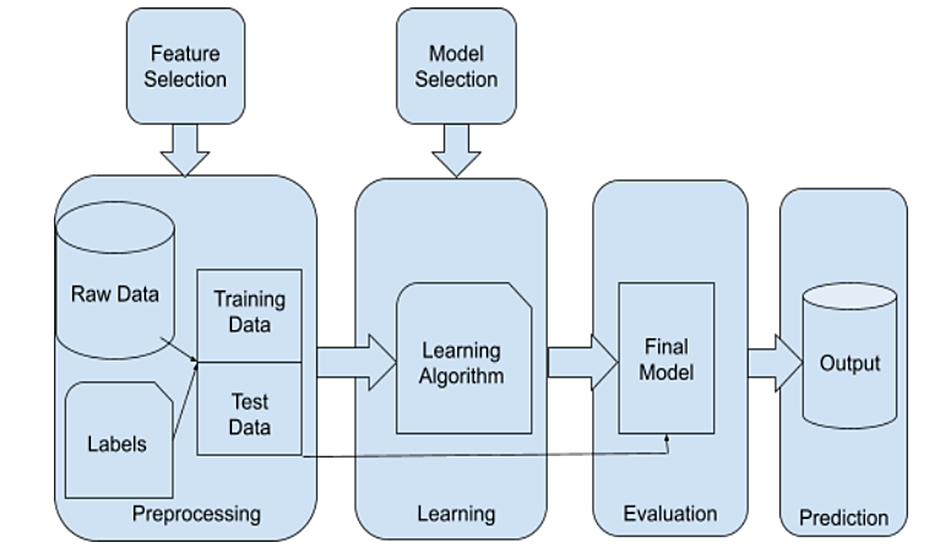 Feature
Selection
Model
Selection
Raw Data
Labels
Training
Data
Test
Data
Preprocessing
Learning
Algorithm
Learning
Final
Model
Evaluation
Output
Prediction